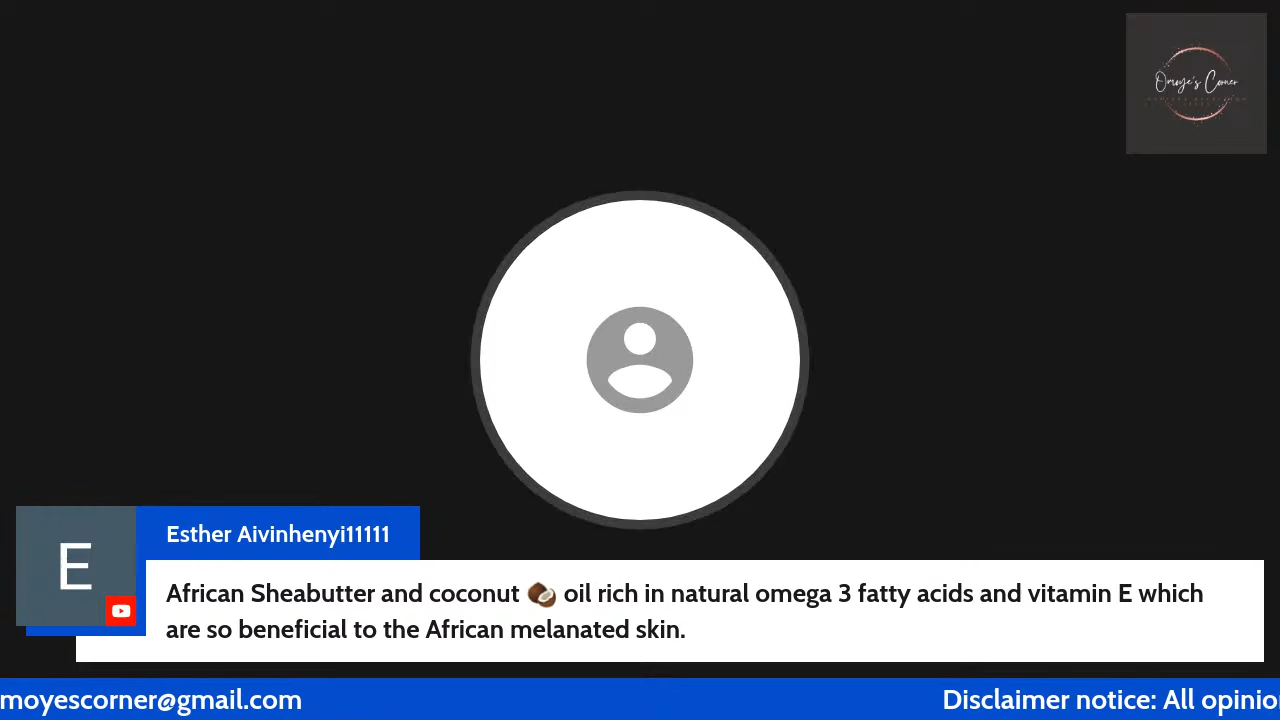 Omoye's Corner
E
Esther Aivinhenyi11111
African Sheabutter and coconut 🥥 oil rich in natural omega 3 fatty acids and vitamin E which
are so beneficial to the African melanated skin.
moyescorner@gmail.com Disclaimer notice: All opinio